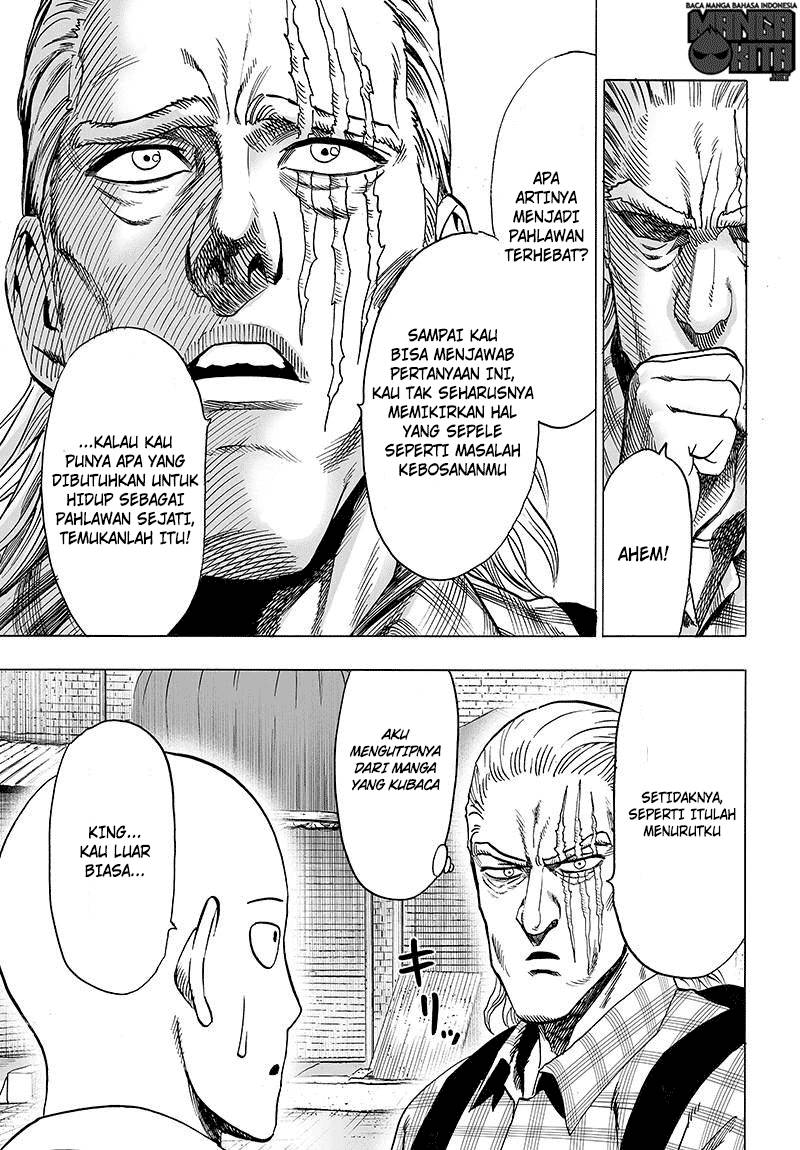 BACA MANGA BAHASA INDONESIA
MANGA
KITA
AHEM!
APA
ARTINYA
MENJADI
PAHLAWAN
TERHEBAT?
SAMPAI KAU
BISA MENJAWAB
PERTANYAAN INI,
KAU TAK SEHARUSNYA
MEMIKIRKAN HAL
YANG SEPELE
SEPERTI MASALAH
KEBOSANANMU
...KALAU KAU
PUNYA APA YANG
DIBUTUHKAN UNTUK
HIDUP SEBAGAI
PAHLAWAN SEJATI,
TEMUKANLAH ITU!
SETIDAKNYA,
SEPERTI ITULAH
MENURUTKU
AKU
MENGUTIPNYA
DARI MANGA
YANG KUBACA
キリッ
KING...
KAU LUAR
BIASA...